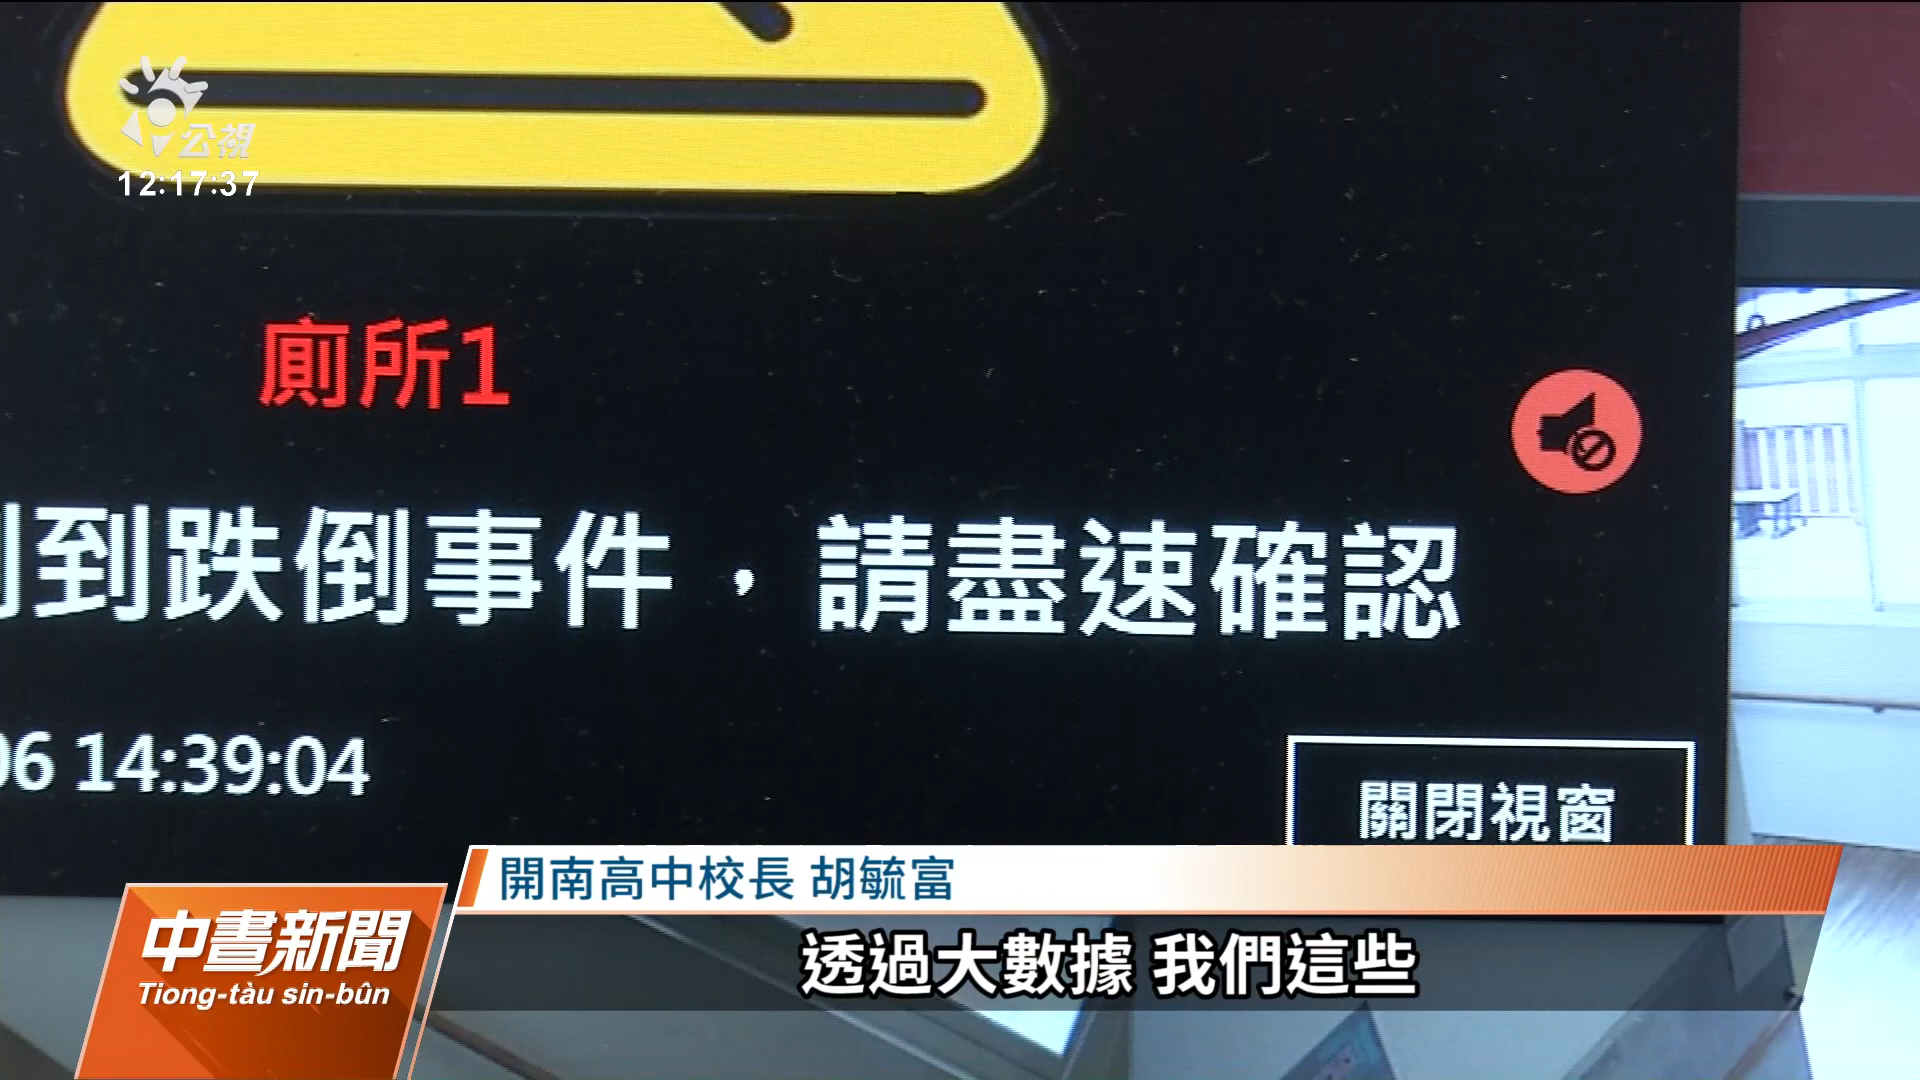 公視
12:17:37
廁所1
到跌倒事件，請盡速確認
06 14:39:04
關閉視窗
開南高中校長 胡毓富
中晝新聞
Tiong-tàu sin-bûn
透過大數據 我們這些